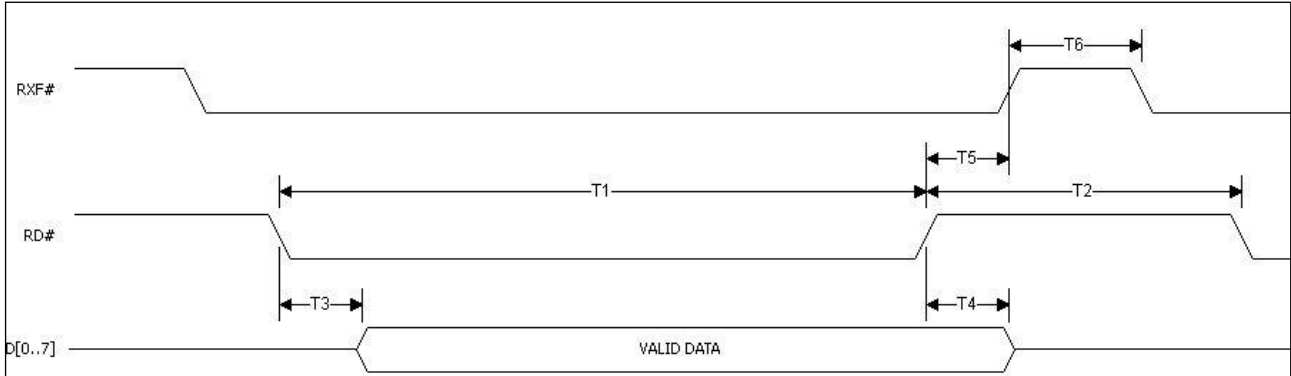 T6
RXF#
T5
T1
T2
RD#
T3
T4
D[0..7]
VALID DATA